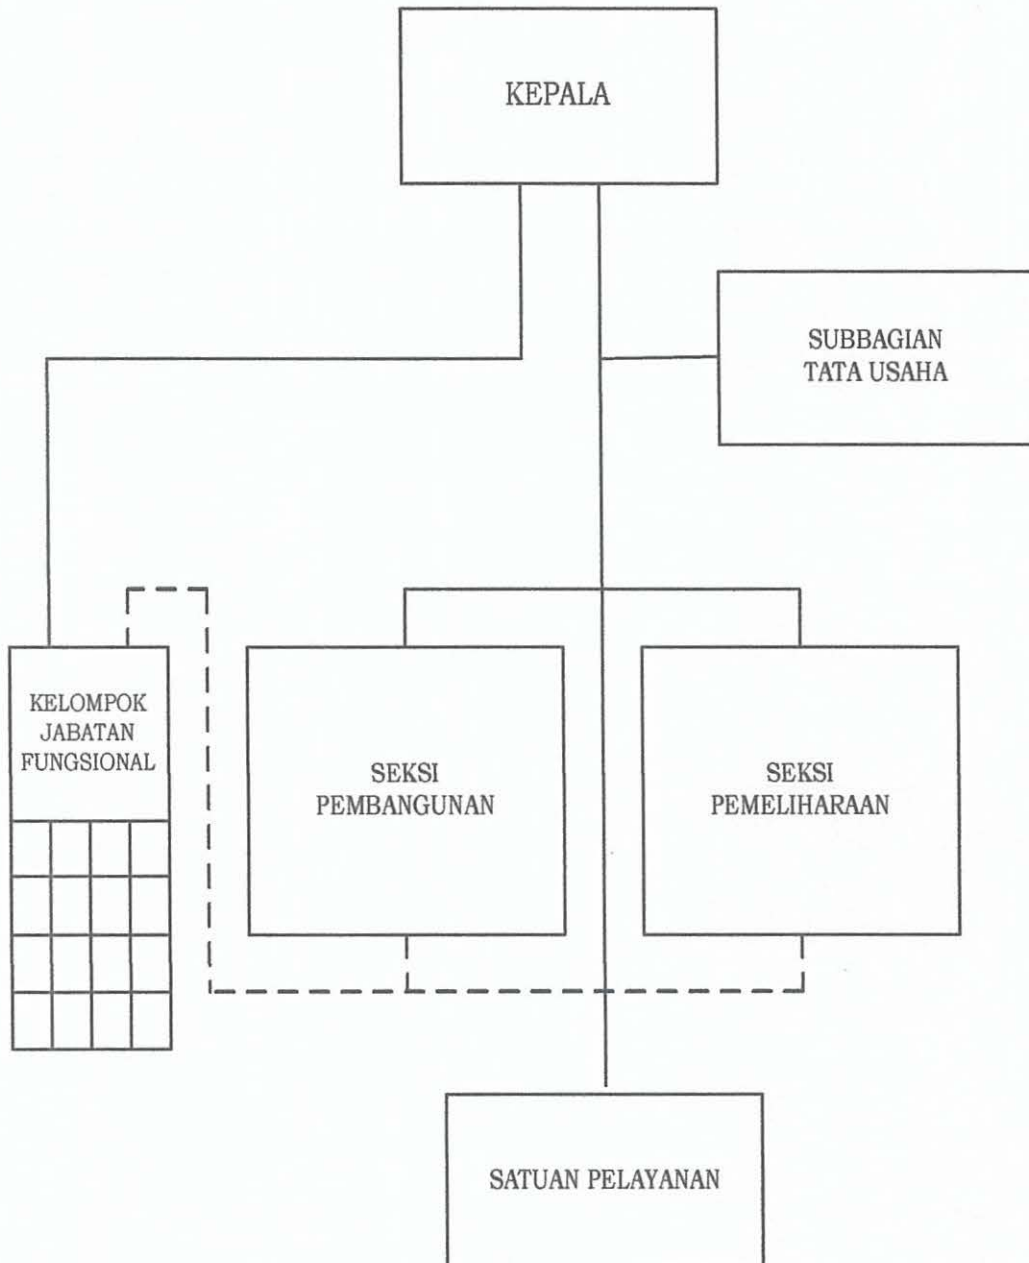 KEPALA
SUBBAGIAN
TATA USAHA
KELOMPOK
JABATAN
FUNGSIONAL
SEKSI
PEMBANGUNAN
SEKSI
PEMELIHARAAN
SATUAN PELAYANAN